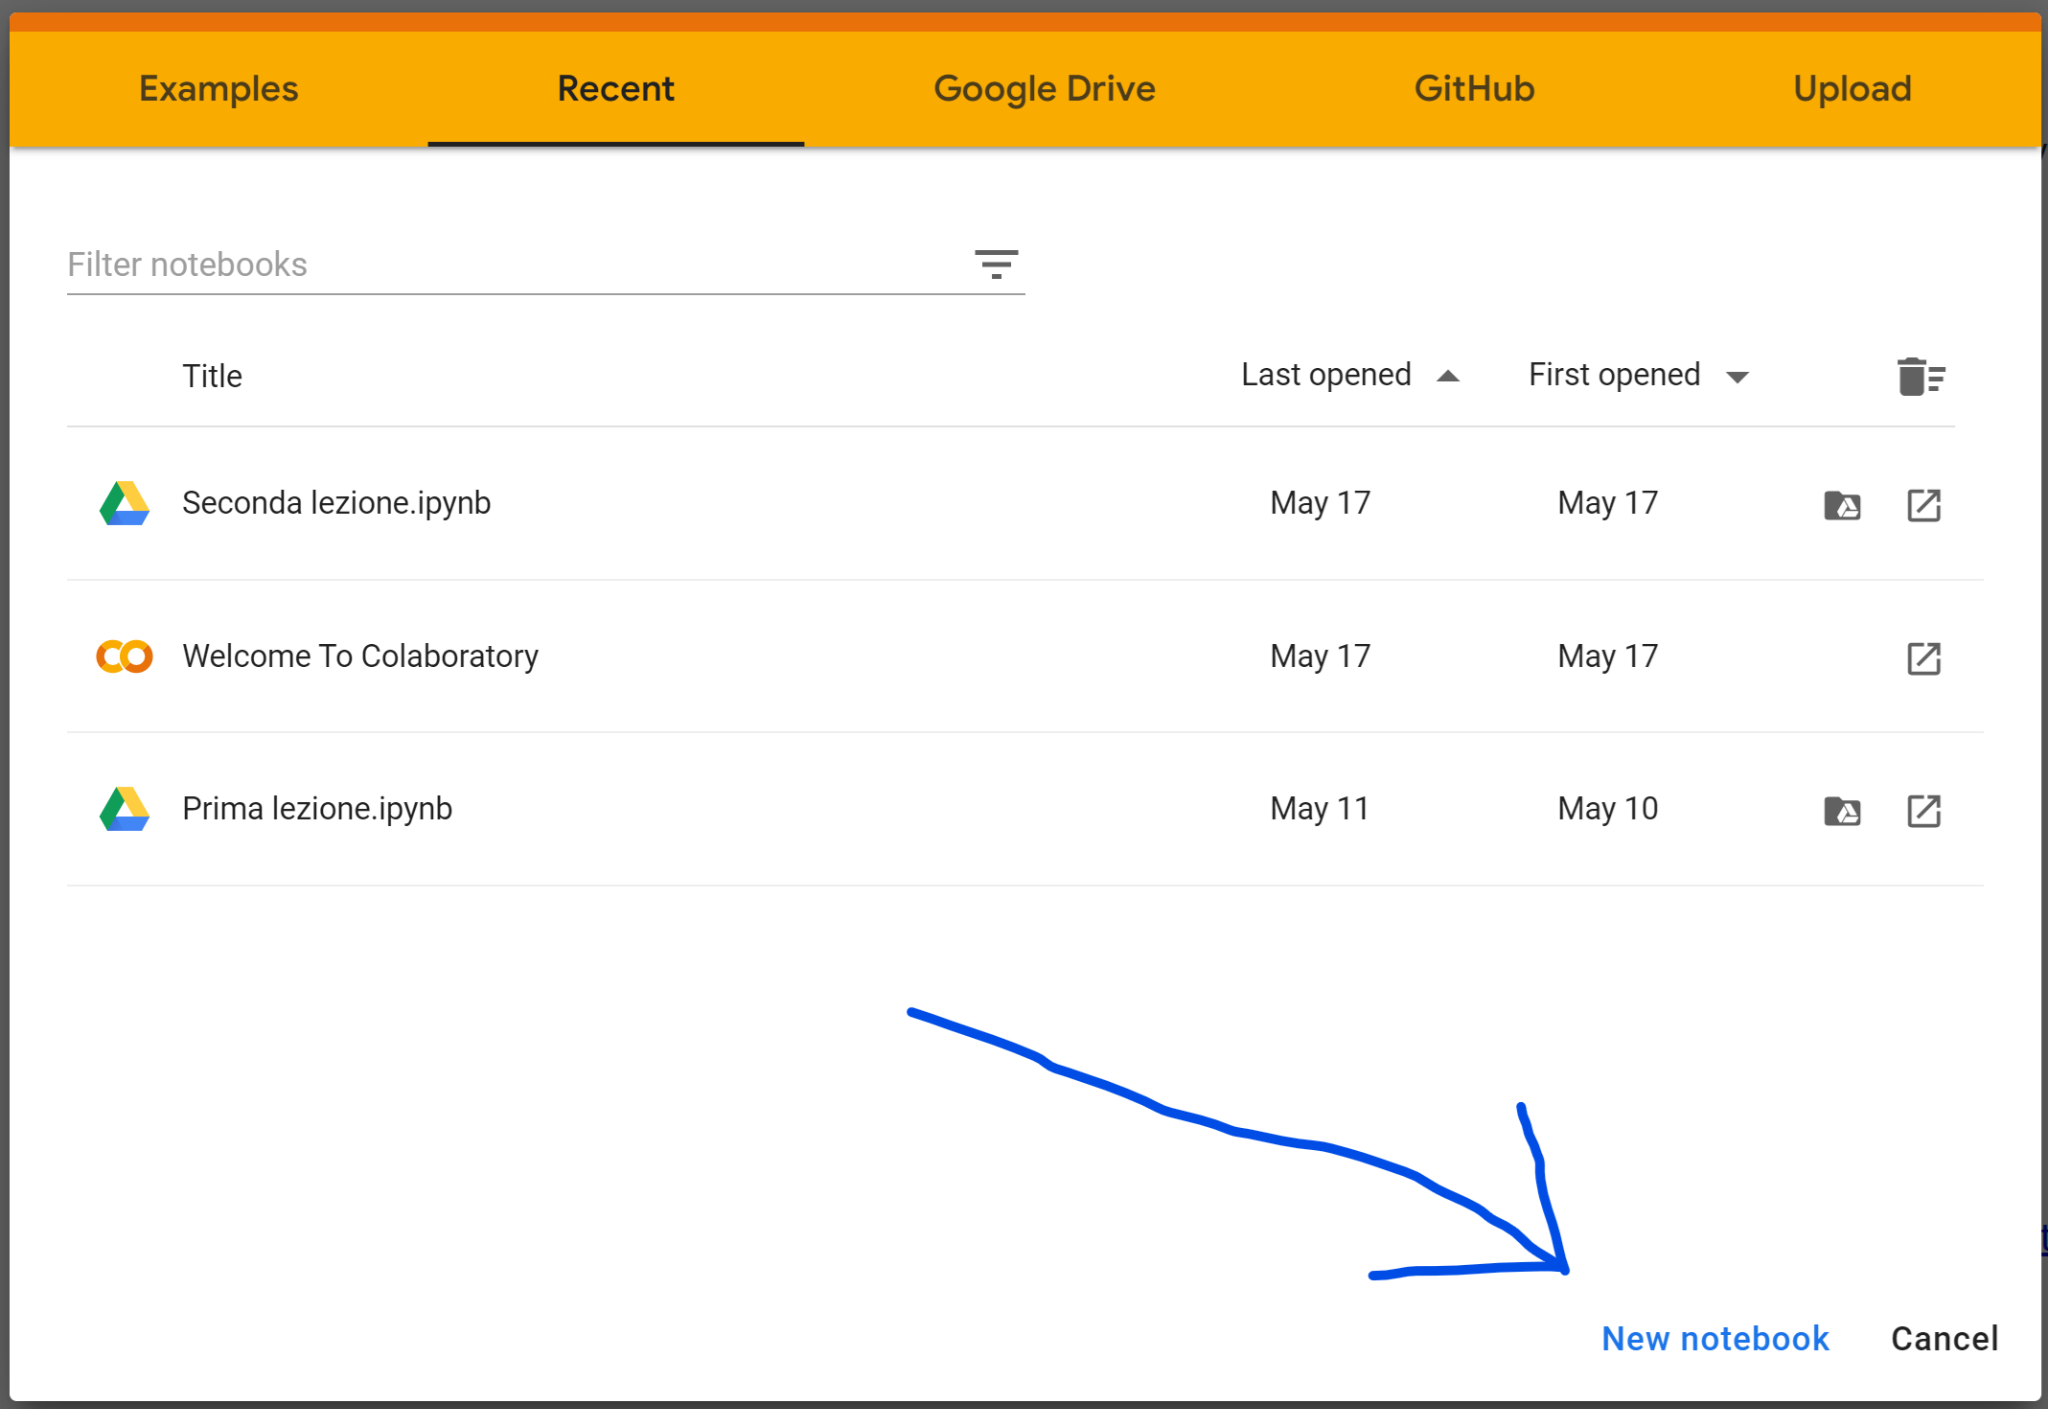 Examples Recent Google Drive GitHub Upload
Filter notebooks
Title Last opened First opened
Seconda lezione.ipynb May 17 May 17
Welcome To Colaboratory May 17 May 17
Prima lezione.ipynb May 11 May 10
New notebook Cancel